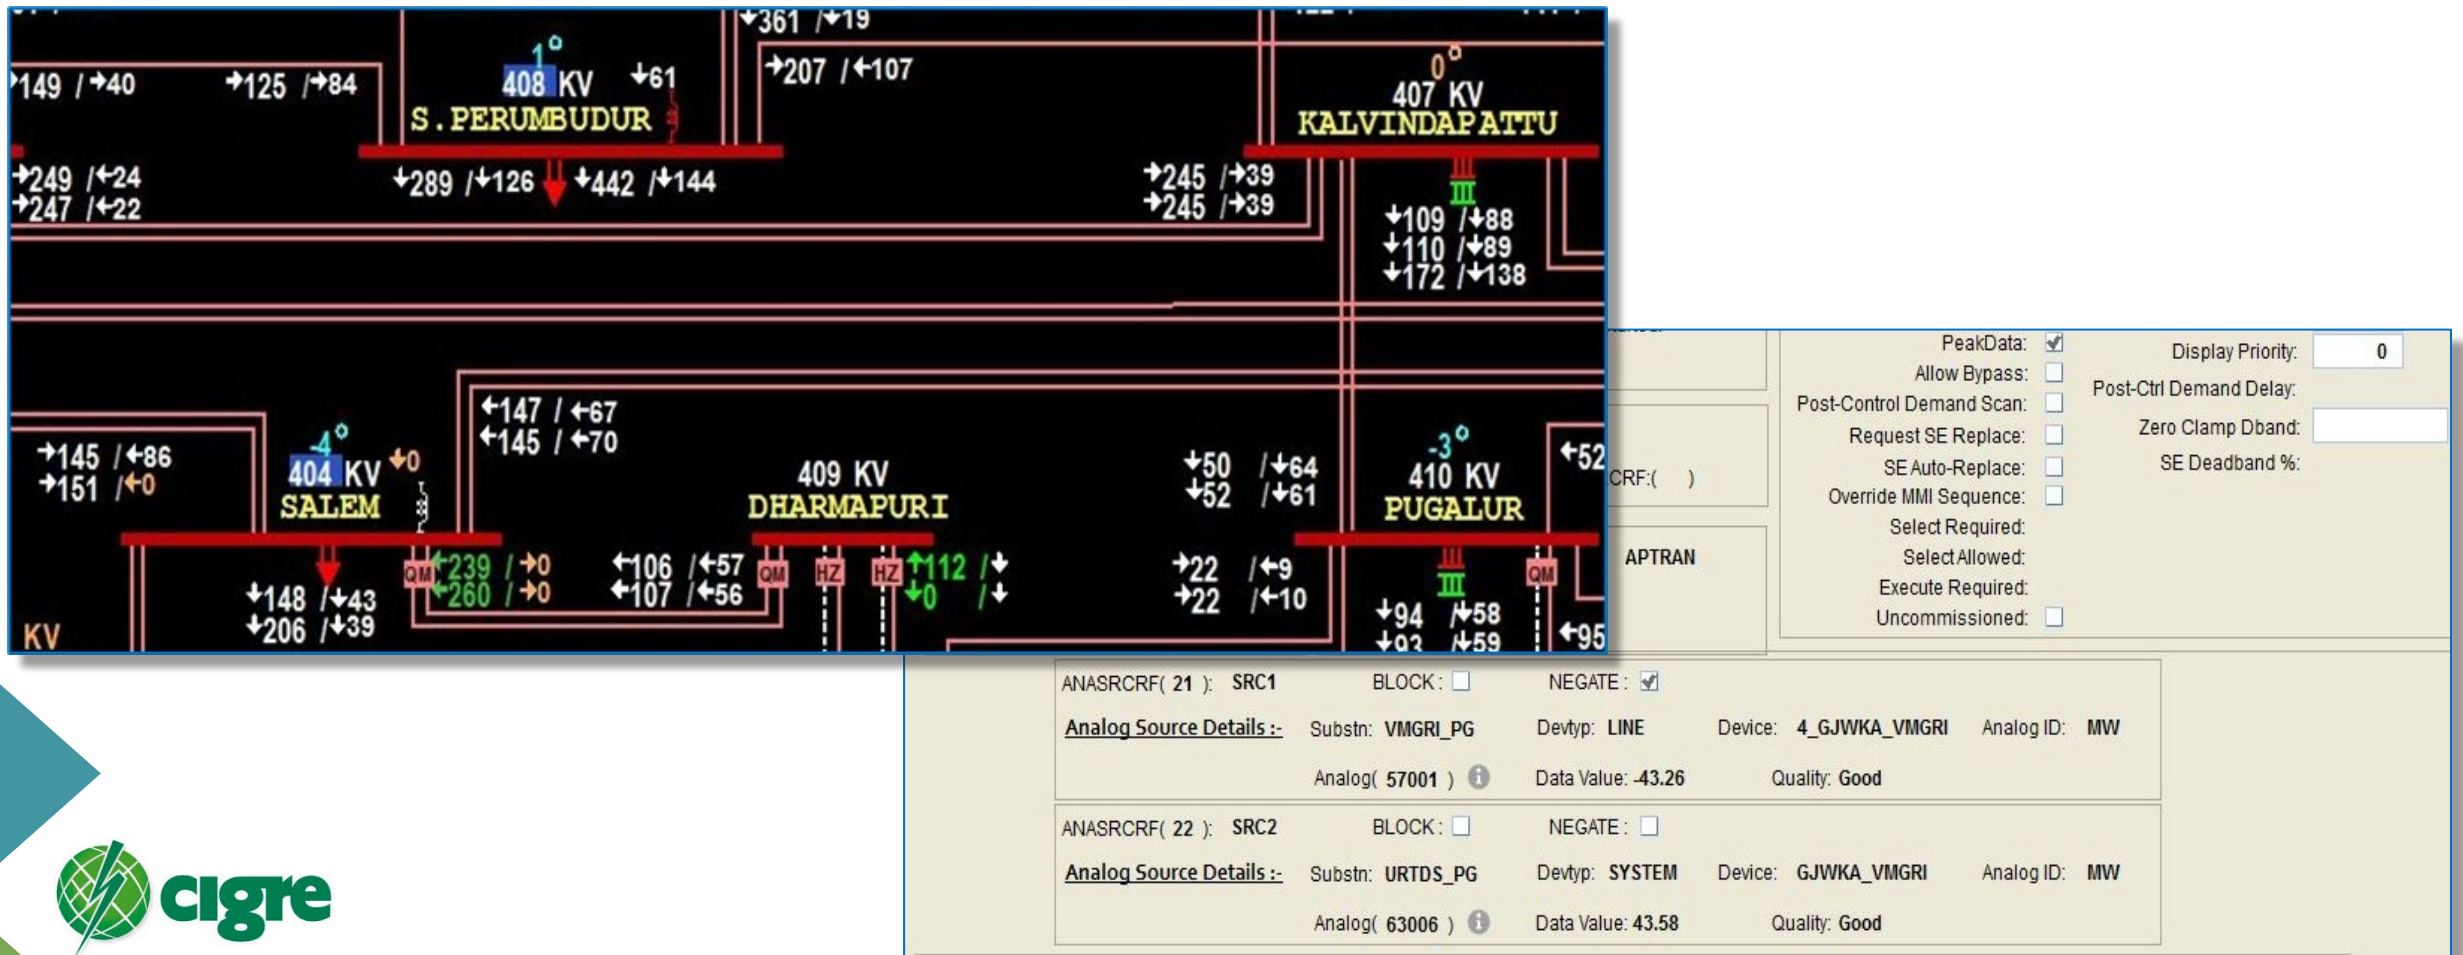 →361 /→19
1°
→149 / →40
→125 /→84
408 KV
↓61
→207 /←107
S.PERUMBUDUR
0°
407 KV
KALVINDAPATTU
→249 /←24
→247 /←22
↓289 /↓126
↓442 /↓144
→245 /→39
→245 /→39
↓109 /↓88
↓110 /↓89
↓172 /↓138
←147 / ←67
←145 / ←70
→145 /←86
→151 /←0
-4°
404 KV
↓0
SALEM
409 KV
DHARMAPURI
↓50 /↓64
↓52 /↓61
-3°
410 KV
PUGALUR
←52
QM
←239 / →0
←260 / →0
←106 /←57
←107 /←56
QM
HZ
HZ
↑112 /↓
↓0 /↓
→22 /←9
→22 /←10
QM
↓148 /↓43
↓206 /↓39
KV
↓94 /↓58
↓93 /↓59
←95
PeakData:
Display Priority: 0
Allow Bypass:
Post-Ctrl Demand Delay:
Post-Control Demand Scan:
Zero Clamp Dband:
Request SE Replace:
SE Deadband %:
SE Auto-Replace:
CRF:( )
Override MMI Sequence:
Select Required:
APTRAN
SelectAllowed:
Execute Required:
Uncommissioned:
ANASRCRF( 21 ): SRC1 BLOCK: NEGATE:
Analog Source Details :- Substn: VMGRI_PG Devtyp: LINE Device: 4_GJWKA_VMGRI Analog ID: MW
Analog( 57001 ) Data Value: -43.26 Quality: Good
ANASRCRF( 22 ): SRC2 BLOCK: NEGATE:
Analog Source Details :- Substn: URTDS_PG Devtyp: SYSTEM Device: GJWKA_VMGRI Analog ID: MW
Analog( 63006 ) Data Value: 43.58 Quality: Good
cigre